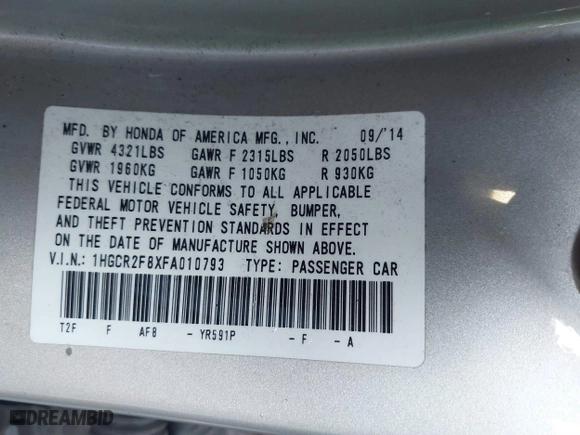 MFD. BY HONDA OF AMERICA MFG., INC. 09/'14
GVWR 4321LBS GAWR F 2315LBS R 2050LBS
GVWR 1960KG GAWR F 1050KG R 930KG
THIS VEHICLE CONFORMS TO ALL APPLICABLE
FEDERAL MOTOR VEHICLE SAFETY, BUMPER,
AND THEFT PREVENTION STANDARDS IN EFFECT
ON THE DATE OF MANUFACTURE SHOWN ABOVE.
V.I.N.: 1HGCR2F8XFA010793 TYPE: PASSENGER CAR
T2F F AF8 - YR591P - F - A
DREAMBID